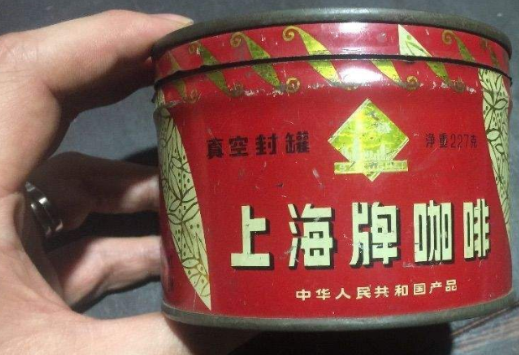 真空封罐
净重227克
上海牌咖啡
中华人民共和国产品